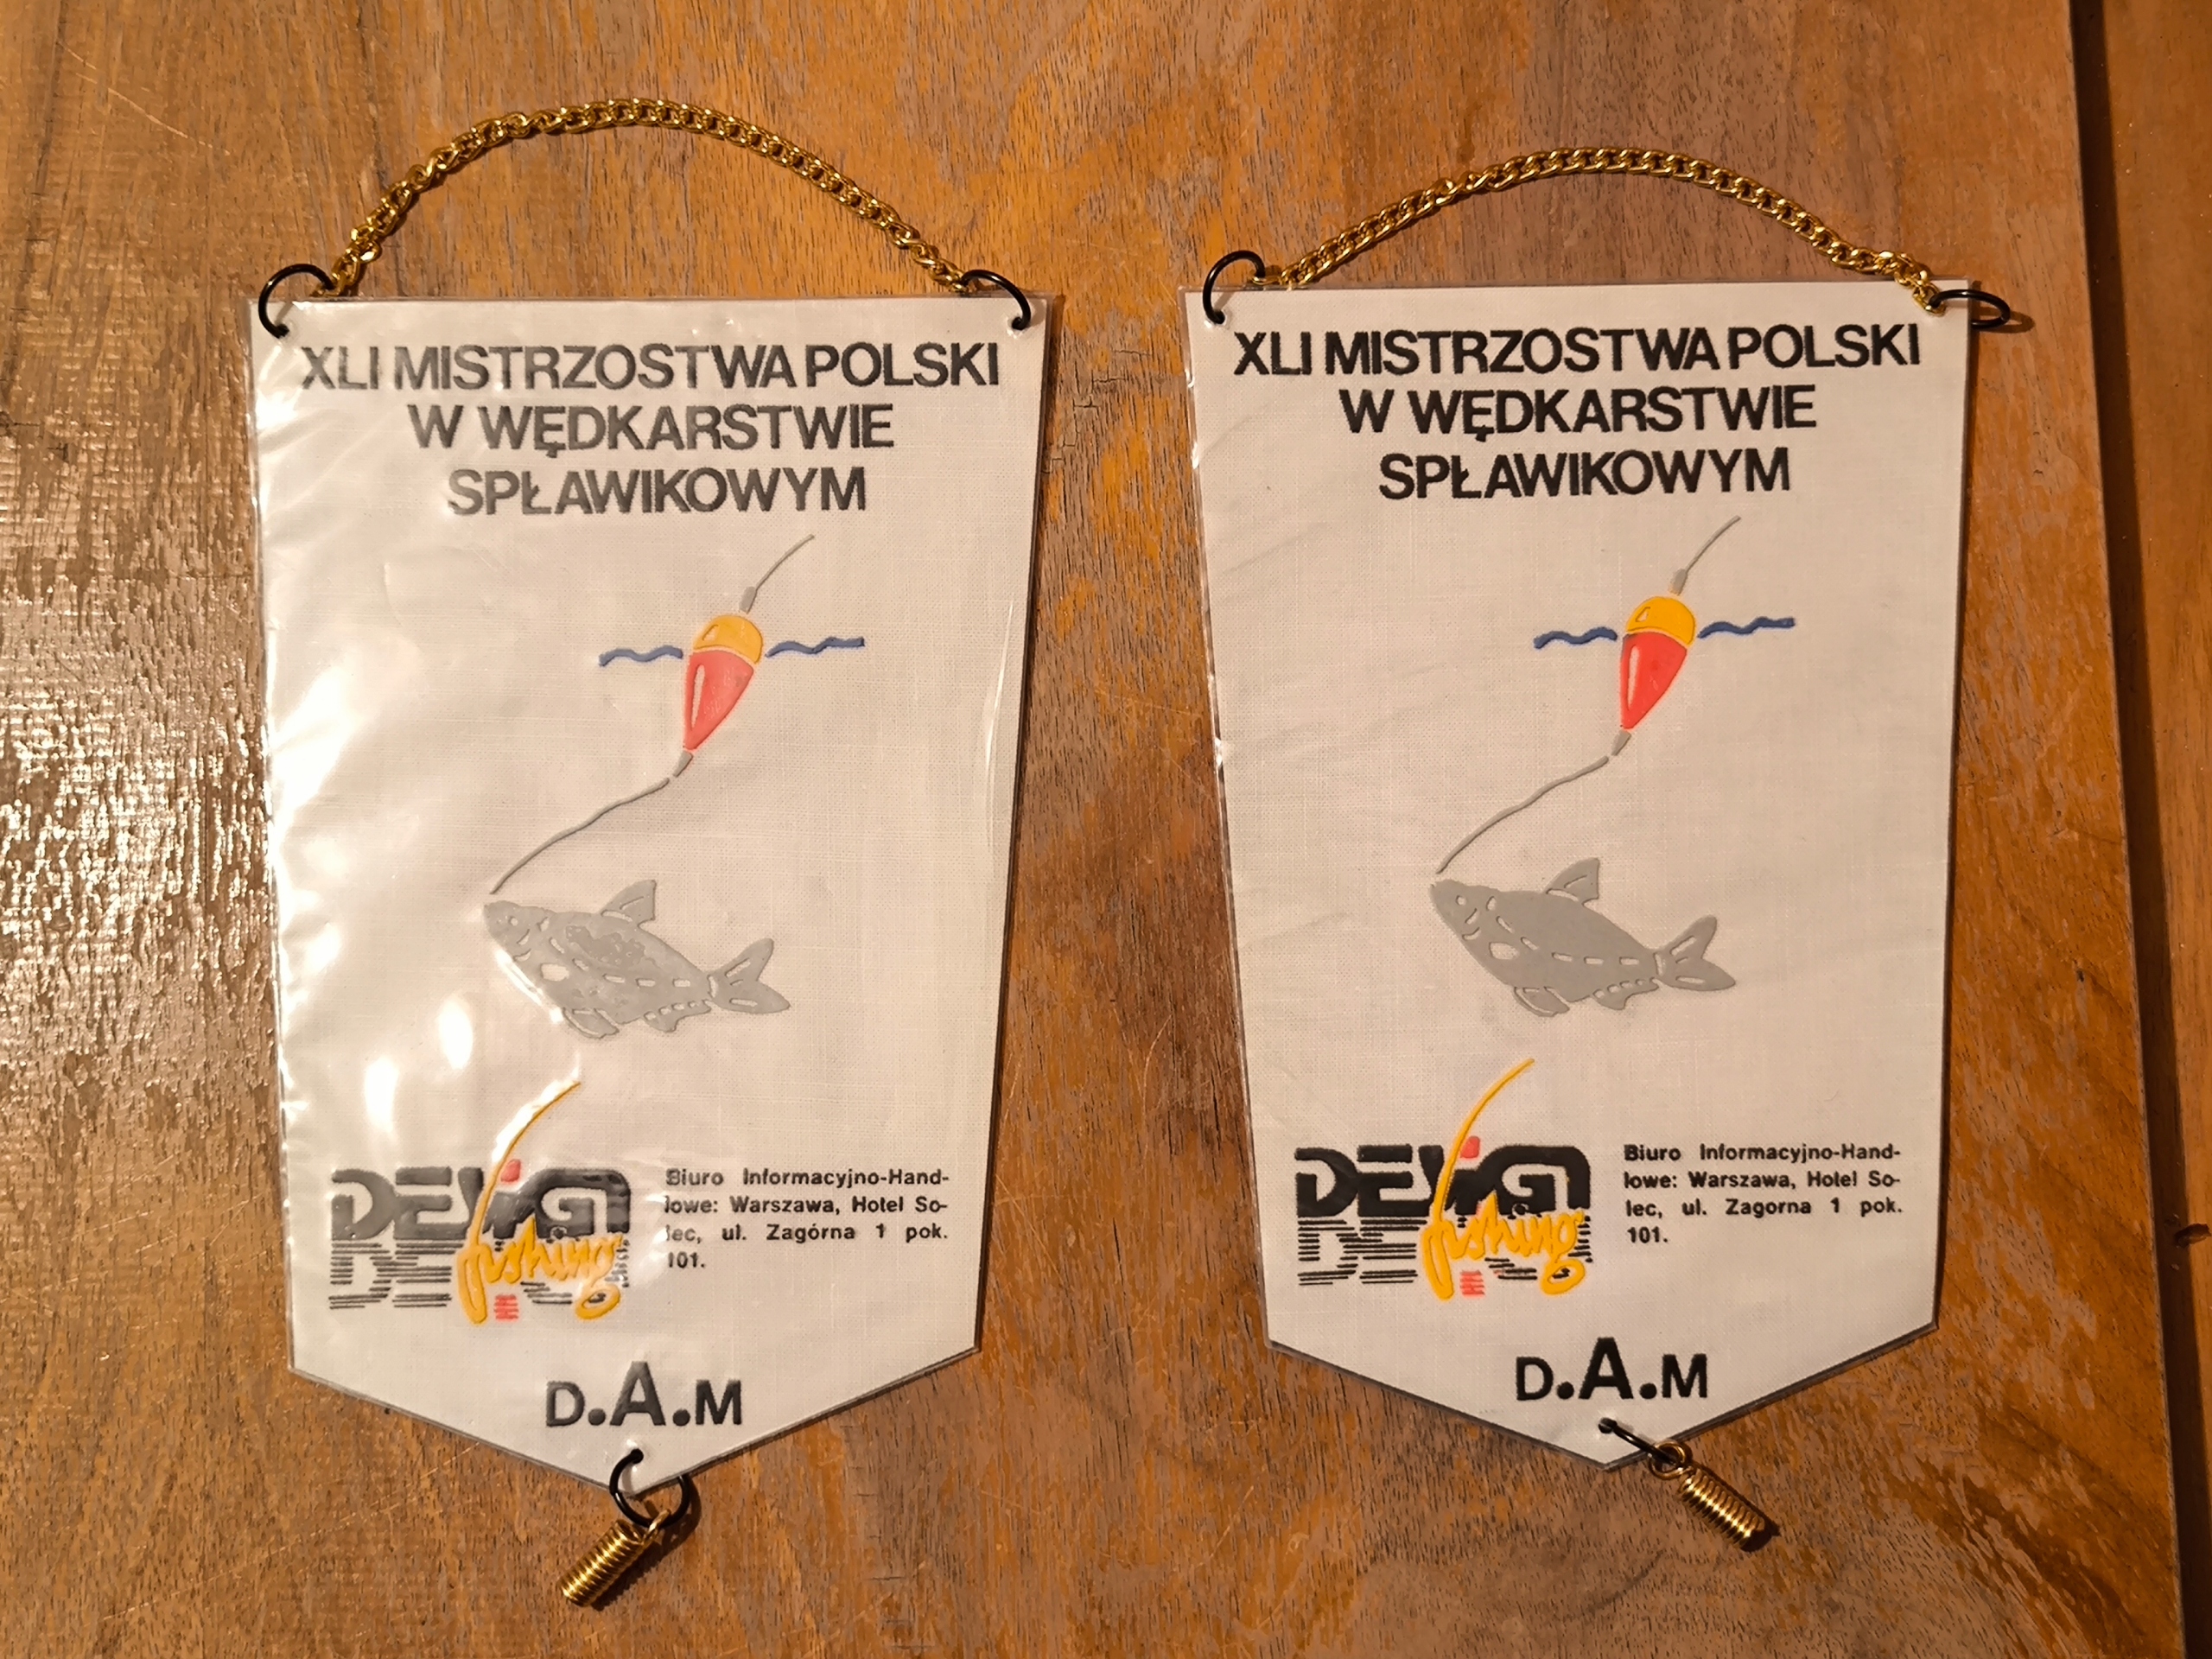 XLI MISTRZOSTWA POLSKI
W WĘDKARSTWIE
SPŁAWIKOWYM
DESIGN
fishing
Biuro Informacyjno-Hand-
lowe: Warszawa, Hotel So-
lec, ul. Zagórna 1 pok.
101.
D.A.M
XLI MISTRZOSTWA POLSKI
W WĘDKARSTWIE
SPŁAWIKOWYM
DESIGN
fishing
Biuro Informacyjno-Hand-
lowe: Warszawa, Hotel So-
lec, ul. Zagorna 1 pok.
101.
D.A.M